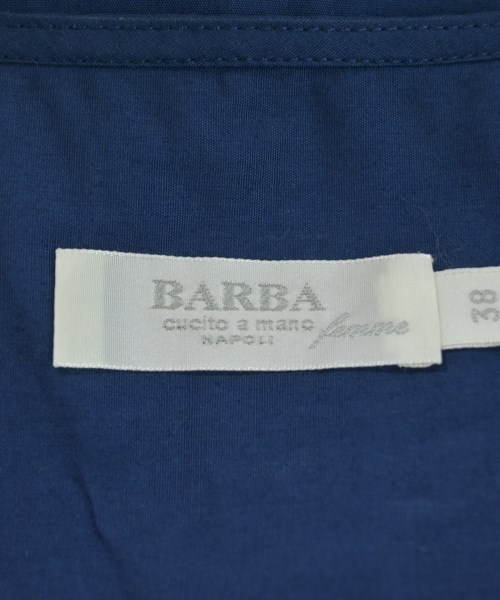 BARBA
cucito a mano
NAPOLI
femme
38